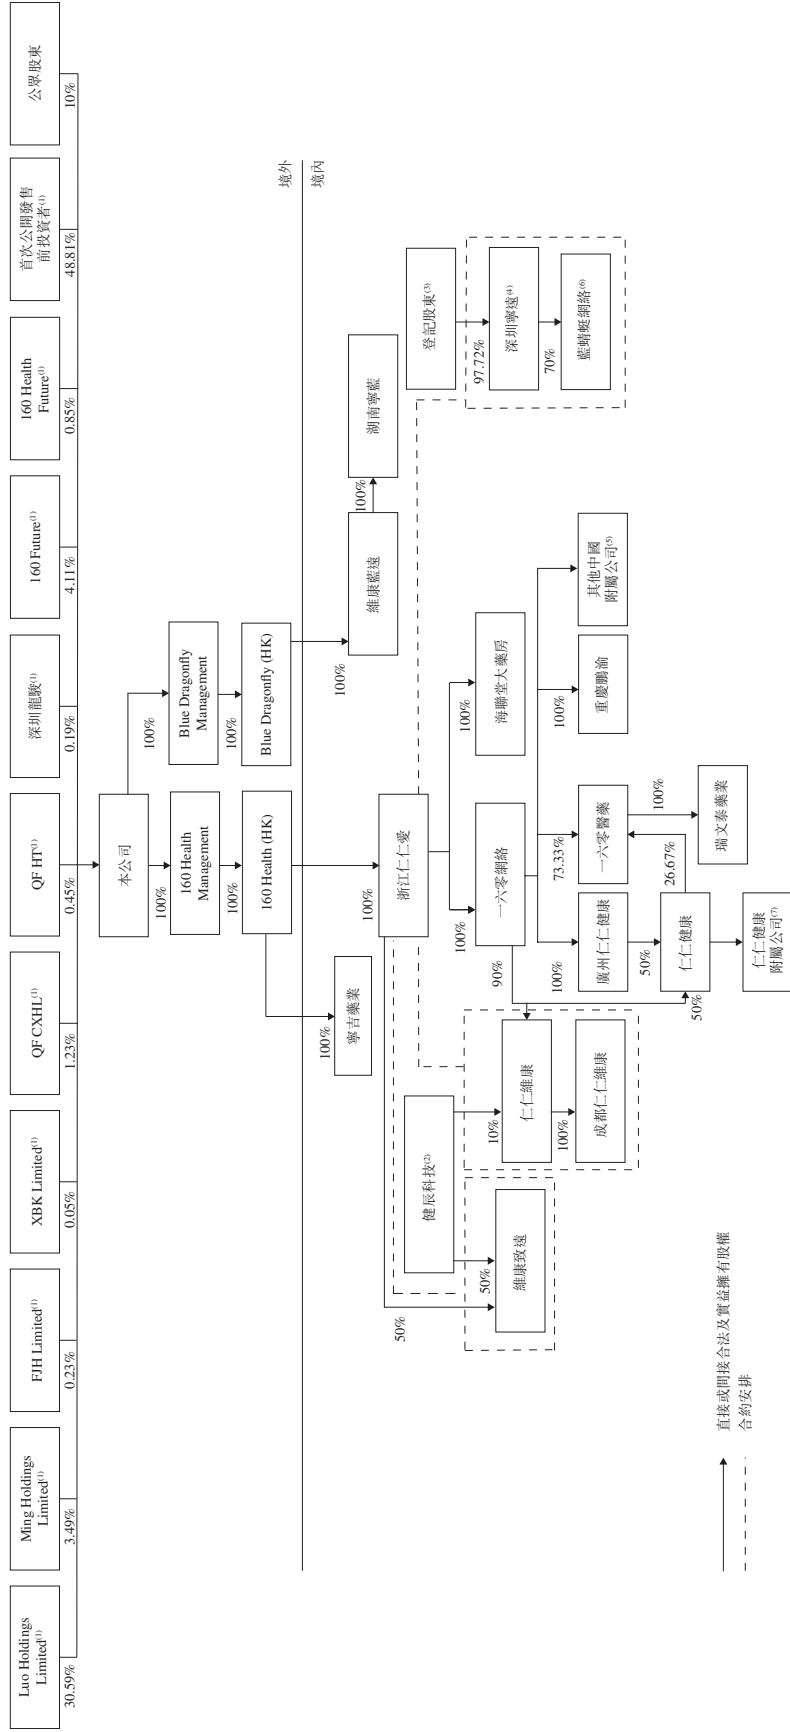 Luo Holdings
Limited(1)
30.59%
Ming Holdings
Limited(1)
3.49%
FJH Limited(1)
0.23%
XBK Limited(1)
0.05%
QF CXHL(1)
1.23%
QF HT(1)
0.45%
深圳龍駿(1)
0.19%
160 Future(1)
4.11%
160 Health
Future(1)
0.85%
首次公開發售
前投資者(1)
48.81%
公眾股東
10%
本公司
100%
100%
160 Health
Management
Blue Dragonfly
Management
100%
100%
160 Health (HK)
Blue Dragonfly (HK)
境外
境內
100%
寧吉藥業
100%
100%
維康藍遠
100%
湖南寧藍
浙江仁仁愛
登記股東(3)
97.72%
深圳寧遠(4)
70%
藍蜻蜓網絡(6)
健辰科技(2)
50%
50%
維康致遠
10%
90%
仁仁維康
100%
成都仁仁維康
100%
一六零網絡
100%
海聯堂大藥房
100%
廣州仁仁健康
73.33%
一六零醫藥
100%
重慶鵬渝
其他中國
附屬公司(5)
50%
50%
仁仁健康
26.67%
100%
瑞文泰藥業
仁仁健康
附屬公司(7)
直接或間接合法及實益擁有股權
合約安排